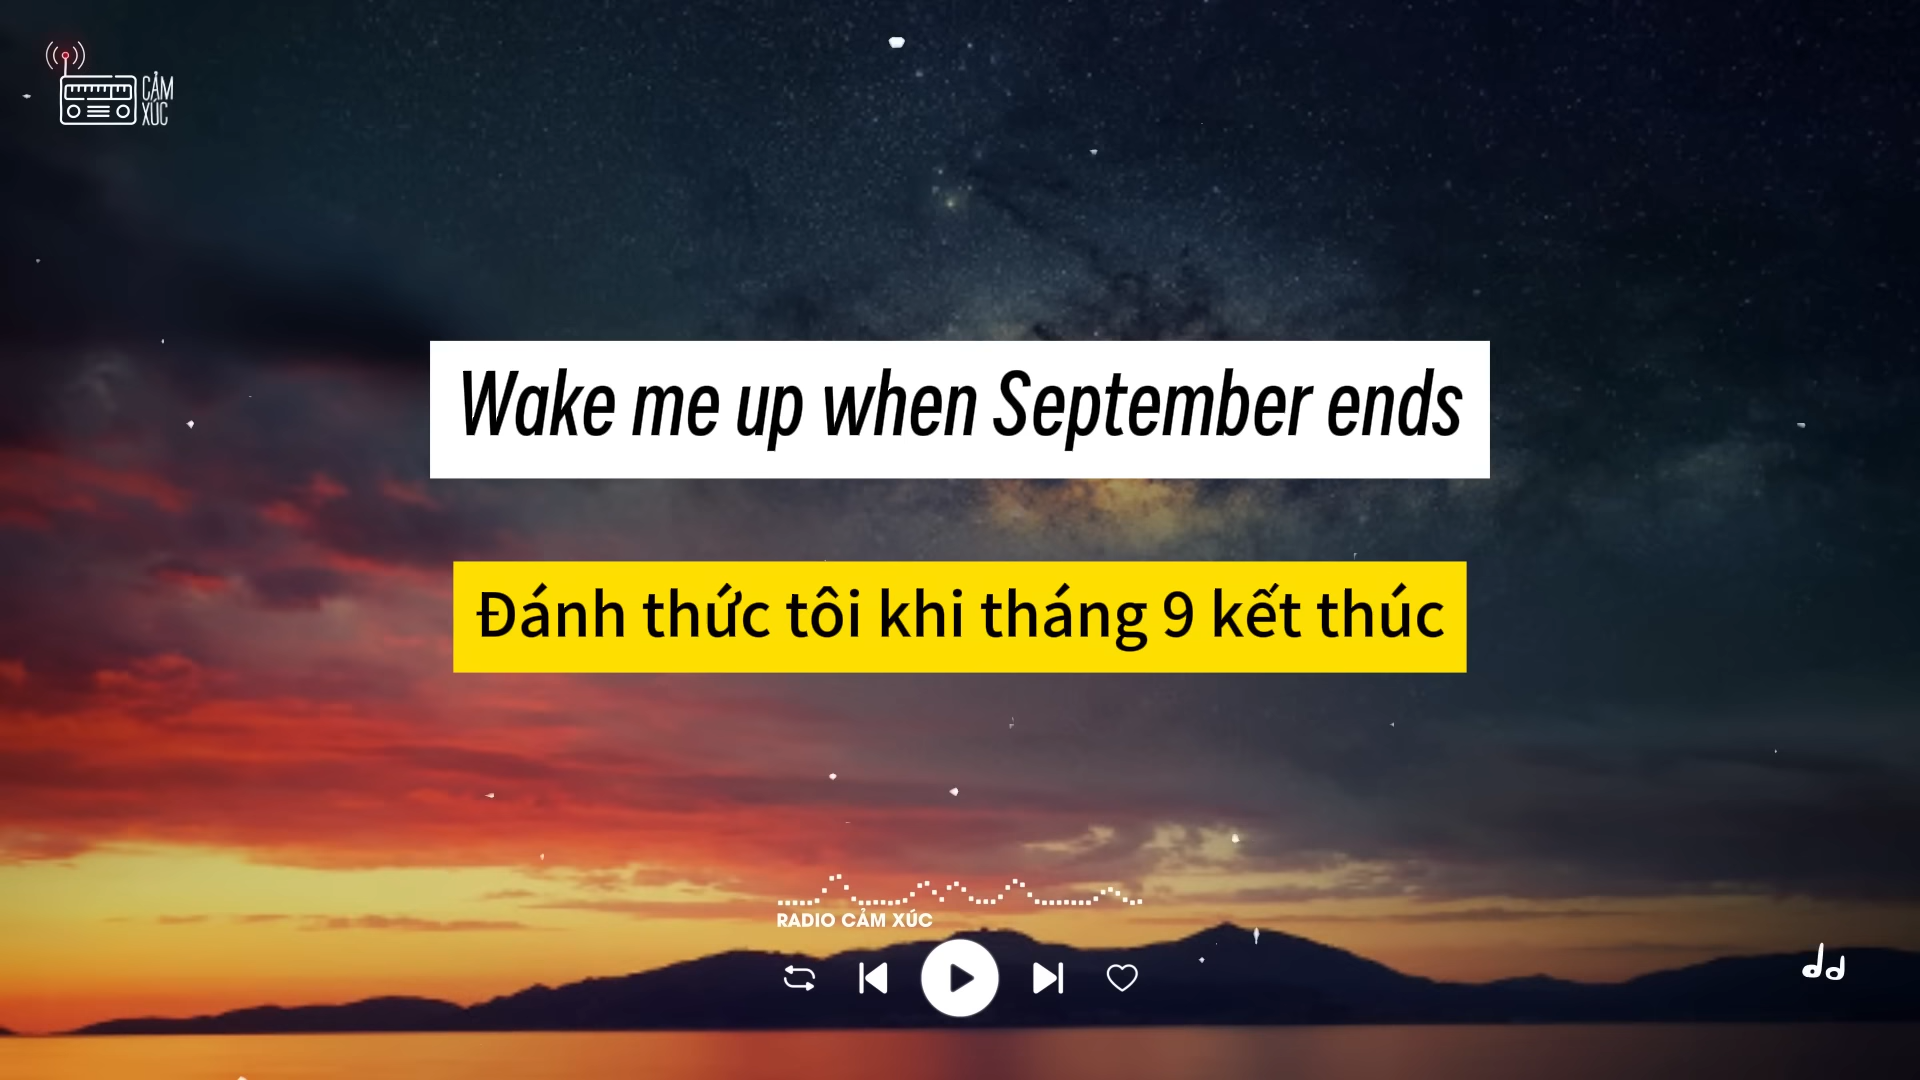 CẢM
XÚC
Wake me up when September ends
Đánh thức tôi khi tháng 9 kết thúc
RADIO CẢM XÚC